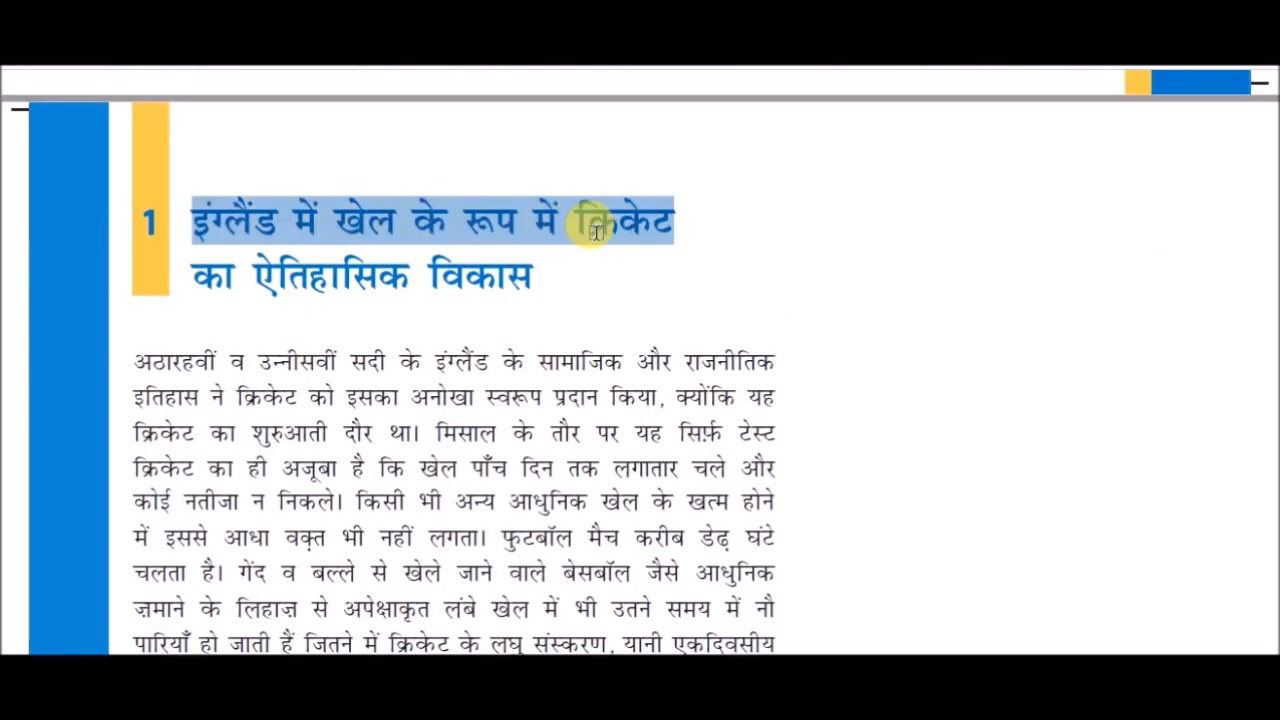 1 इंग्लैंड में खेल के रूप में क्रिकेट
का ऐतिहासिक विकास
अठारहवीं व उन्नीसवीं सदी के इंग्लैंड के सामाजिक और राजनीतिक
इतिहास ने क्रिकेट को इसका अनोखा स्वरूप प्रदान किया, क्योंकि यह
क्रिकेट का शुरुआती दौर था। मिसाल के तौर पर यह सिर्फ़ टेस्ट
क्रिकेट का ही अजूबा है कि खेल पाँच दिन तक लगातार चले और
कोई नतीजा न निकले। किसी भी अन्य आधुनिक खेल के खत्म होने
में इससे आधा वक़्त भी नहीं लगता। फुटबॉल मैच करीब डेढ़ घंटे
चलता है। गेंद व बल्ले से खेले जाने वाले बेसबॉल जैसे आधुनिक
ज़माने के लिहाज़ से अपेक्षाकृत लंबे खेल में भी उतने समय में नौ
पारियाँ हो जाती हैं जितने में क्रिकेट के लघु संस्करण, यानी एकदिवसीय